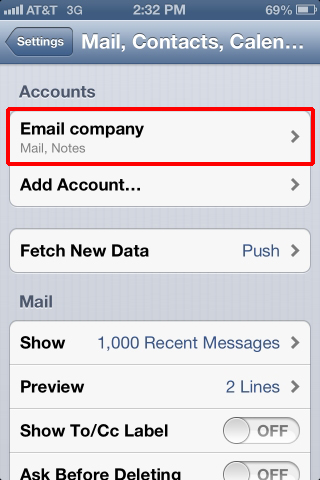 AT&T 3G 2:32 PM 69%
Settings Mail, Contacts, Calen...
Accounts
Email company
Mail, Notes
Add Account...
Fetch New Data Push
Mail
Show 1,000 Recent Messages
Preview 2 Lines
Show To/Cc Label OFF
Ask Before Deleting OFF